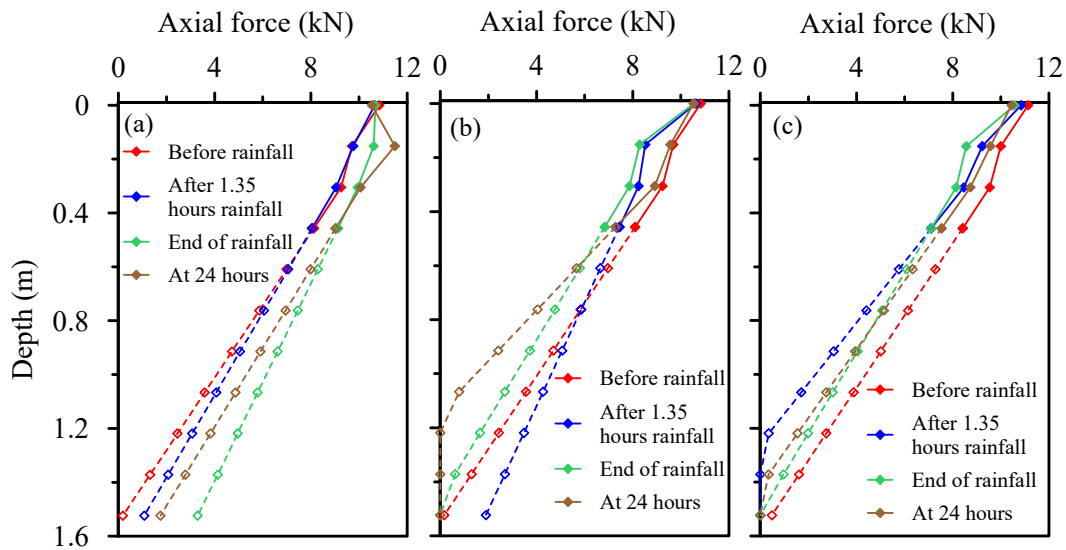 Axial force (kN)
Axial force (kN)
Axial force (kN)
0 4 8 12
0 4 8 12
0 4 8 12
Depth (m)
0
0.4
0.8
1.2
1.6
(a)
Before rainfall
After 1.35
hours rainfall
End of rainfall
At 24 hours
(b)
Before rainfall
After 1.35
hours rainfall
End of rainfall
At 24 hours
(c)
Before rainfall
After 1.35
hours rainfall
End of rainfall
At 24 hours